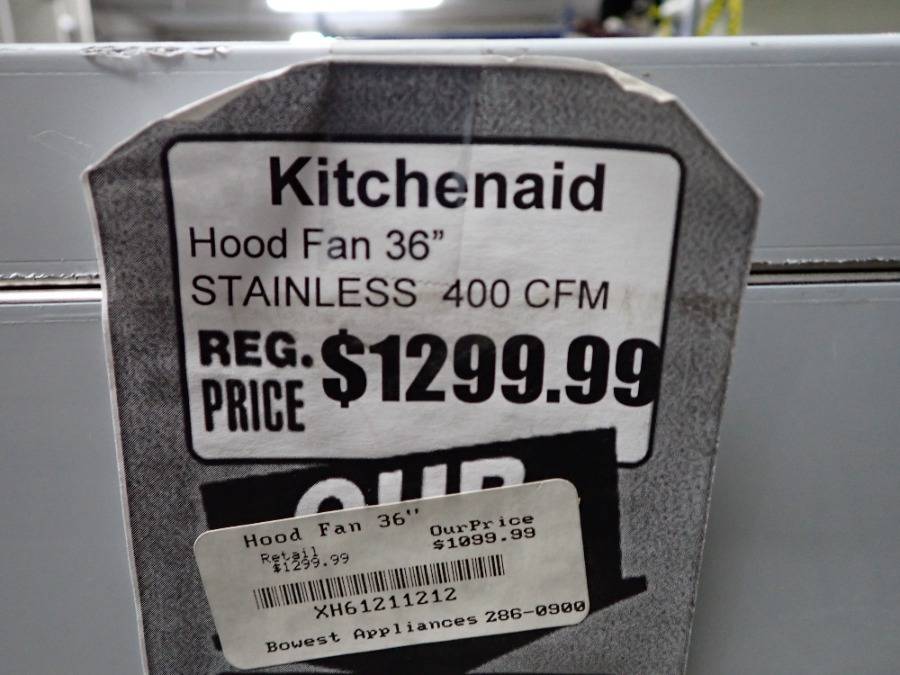 Kitchenaid
Hood Fan 36”
STAINLESS 400 CFM
REG. PRICE $1299.99
OUR
Hood Fan 36"
OurPrice
Retail
$1099.99
$1299.99
XH61211212
Bowest Appliances 286-0900